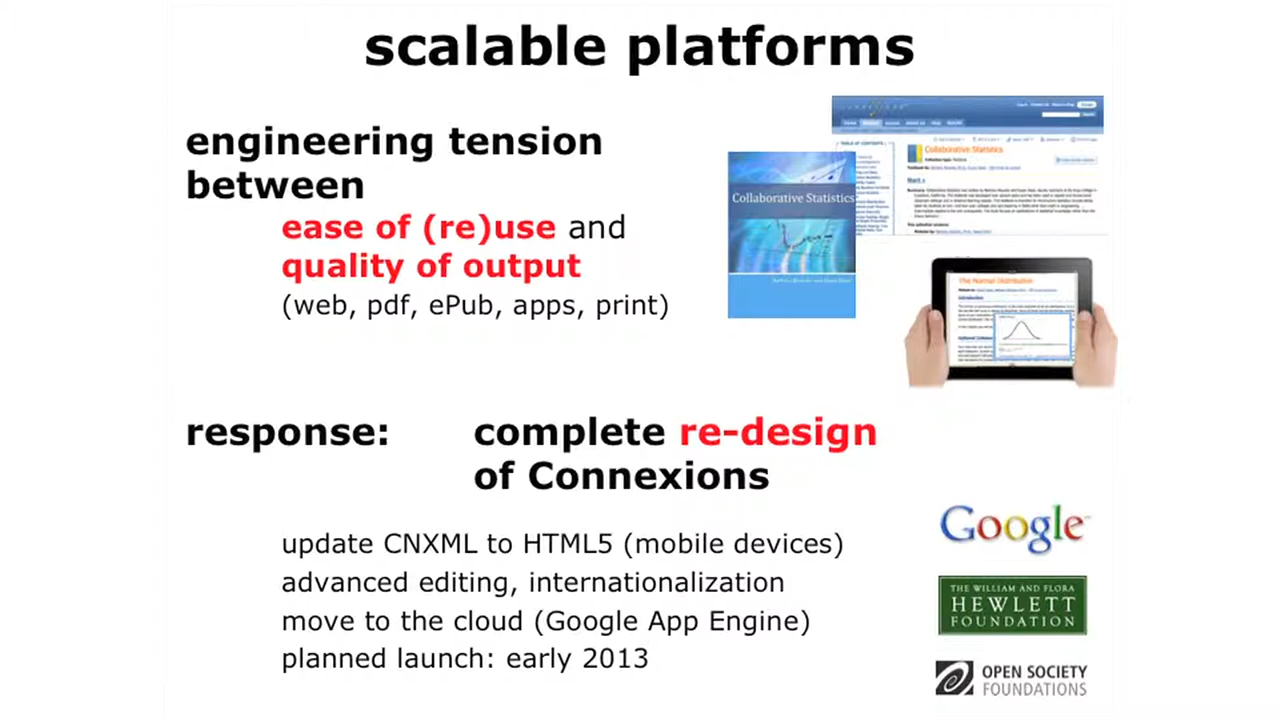 scalable platforms
engineering tension
between
ease of (re)use and
quality of output
(web, pdf, ePub, apps, print)
Collaborative Statistics
Collaborative Statistics
The Normal Distribution
response: complete re-design
of Connexions
update CNXML to HTML5 (mobile devices)
advanced editing, internationalization
move to the cloud (Google App Engine)
planned launch: early 2013
Google
THE WILLIAM AND FLORA
HEWLETT
FOUNDATION
OPEN SOCIETY
FOUNDATIONS